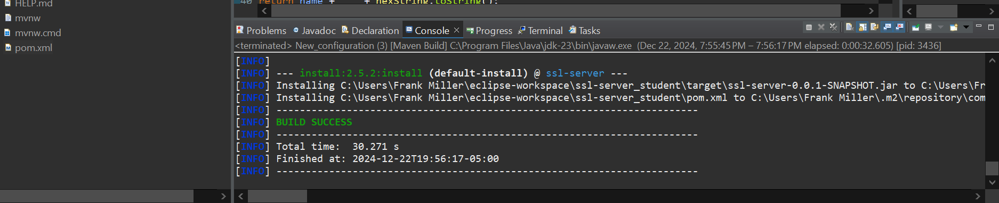 HELP.md
mvnw
mvnw.cmd
pom.xml
40 return name + hexString.toString();
Problems Javadoc Declaration Console Progress Terminal Tasks
<terminated> New_configuration (3) [Maven Build] C:\Program Files\Java\jdk-23\bin\javaw.exe (Dec 22, 2024, 7:55:45 PM – 7:56:17 PM elapsed: 0:00:32.605) [pid: 3436]
[INFO]
[INFO] --- install:2.5.2:install (default-install) @ ssl-server ---
[INFO] Installing C:\Users\Frank Miller\eclipse-workspace\ssl-server_student\target\ssl-server-0.0.1-SNAPSHOT.jar to C:\Users\Fr
[INFO] Installing C:\Users\Frank Miller\eclipse-workspace\ssl-server_student\pom.xml to C:\Users\Frank Miller\.m2\repository\com
[INFO] ------------------------------------------------------------------------
[INFO] BUILD SUCCESS
[INFO] ------------------------------------------------------------------------
[INFO] Total time:  30.271 s
[INFO] Finished at: 2024-12-22T19:56:17-05:00
[INFO] ------------------------------------------------------------------------